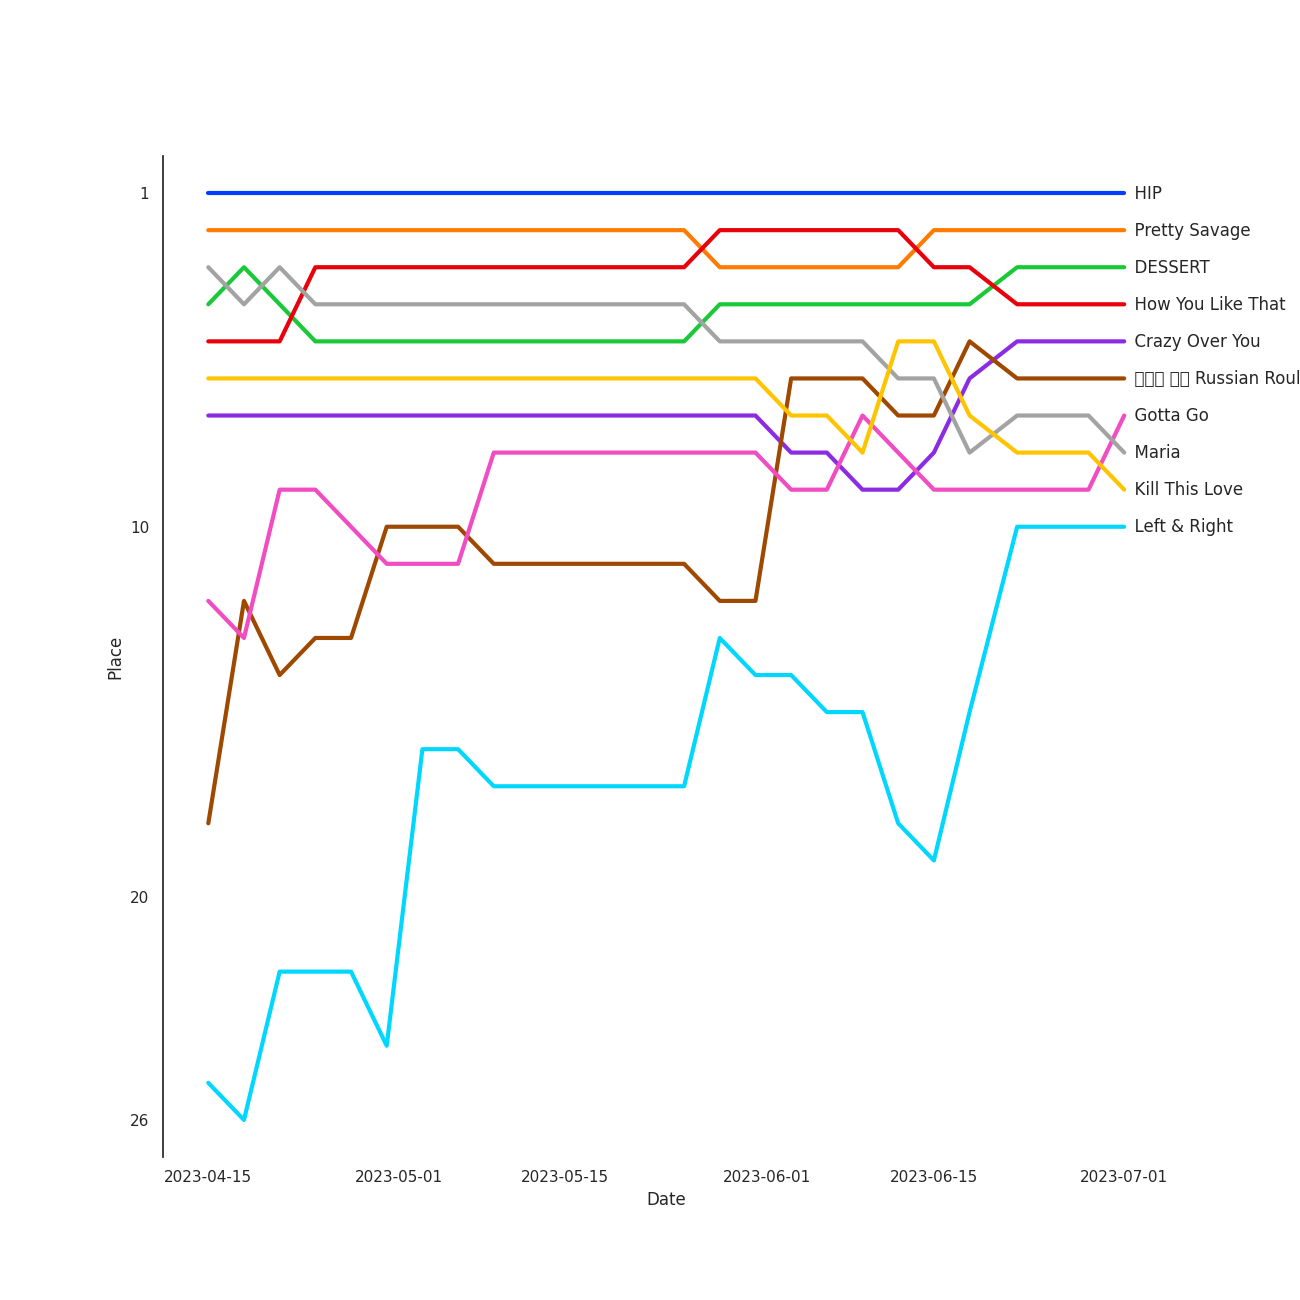 1
10
20
26
Place
2023-04-15
2023-05-01
2023-05-15
2023-06-01
2023-06-15
2023-07-01
Date
HIP
Pretty Savage
DESSERT
How You Like That
Crazy Over You
Russian Roul
Gotta Go
Maria
Kill This Love
Left & Right